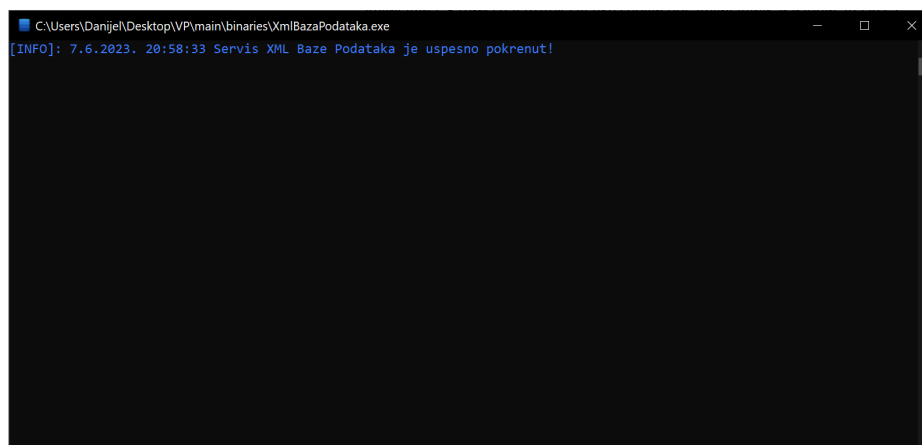 C:\Users\Danijel\Desktop\VP\main\binaries\XmlBazaPodataka.exe
[INFO]: 7.6.2023. 20:58:33 Servis XML Baze Podataka je uspesno pokrenut!